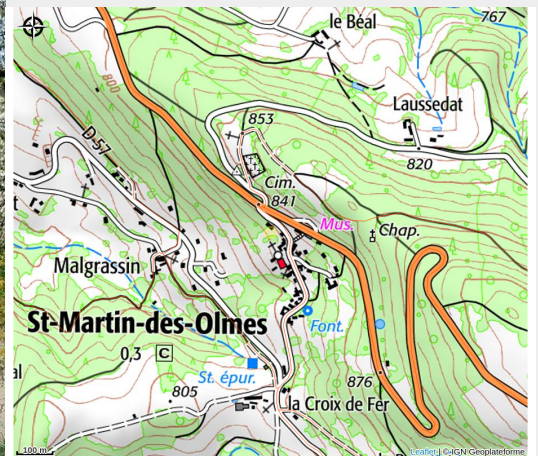 le Béal
767
800
Laussedat
853
D 57
820
Cim.
841
t
Mus.
Chap.
Malgrassin
St-Martin-des-Olmes
Font.
0,3 C
St. épur.
876
al
805
la Croix de Fer
100 m
Leaflet | © IGN Geoplateforme